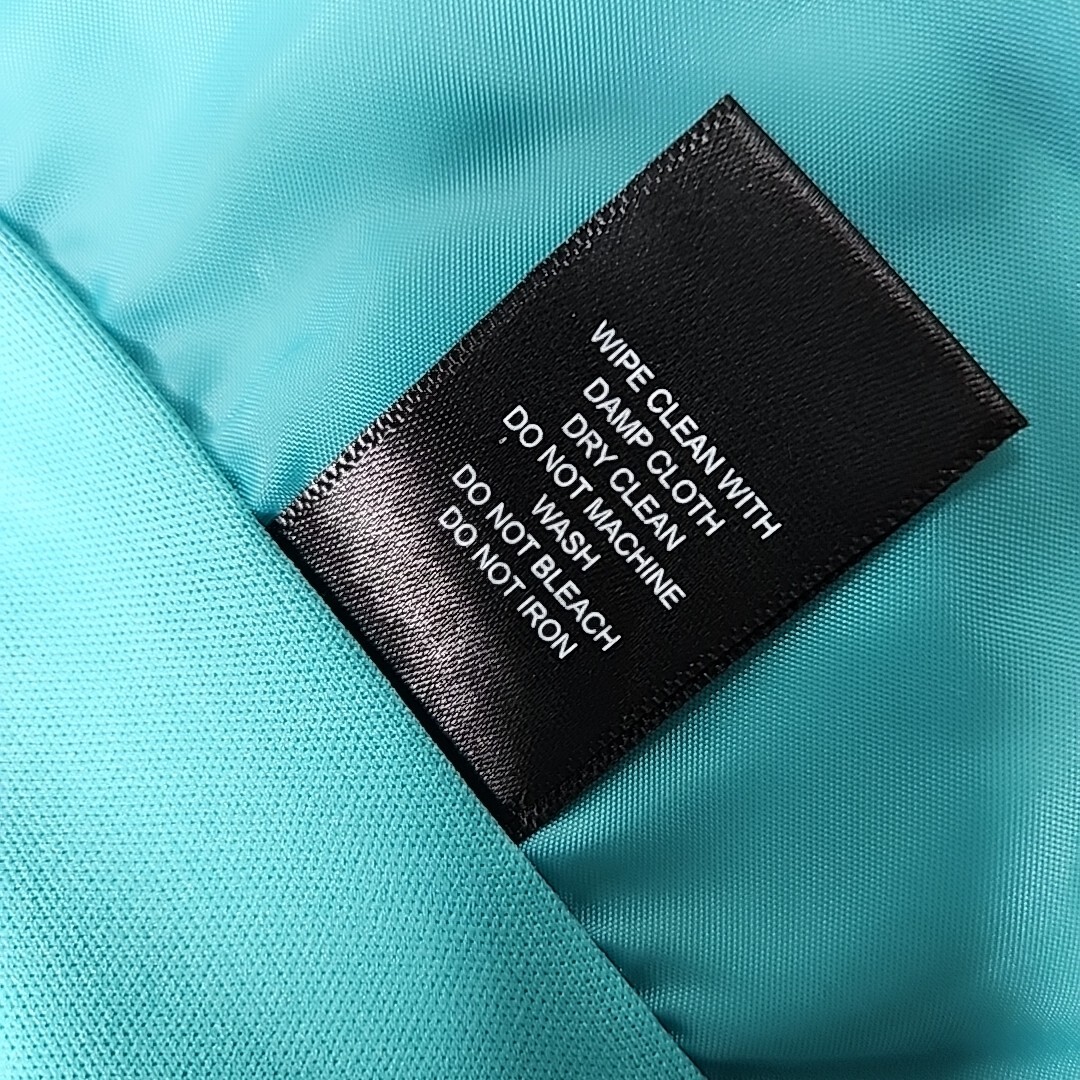 WIPE CLEAN WITH
DAMP CLOTH
DRY CLEAN
DO NOT MACHINE
WASH
DO NOT BLEACH
DO NOT IRON